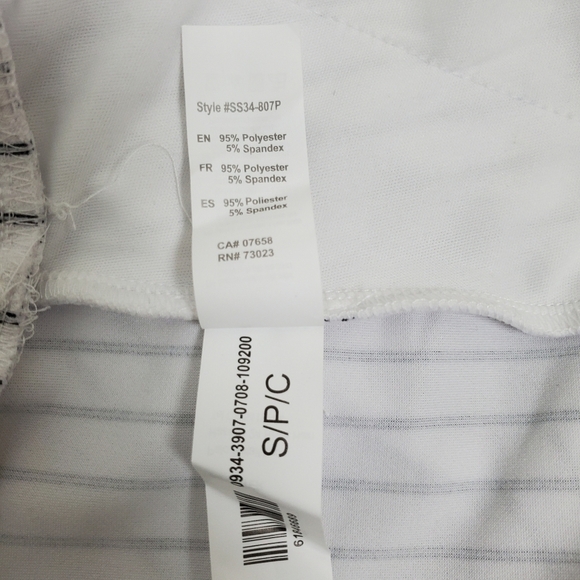 Style #SS34-807P
EN 95% Polyester
5% Spandex
FR 95% Polyester
5% Spandex
ES 95% Poliester
5% Spandex
CA# 07658
RN# 73023
0934-3907-0708-109200
S/P/C